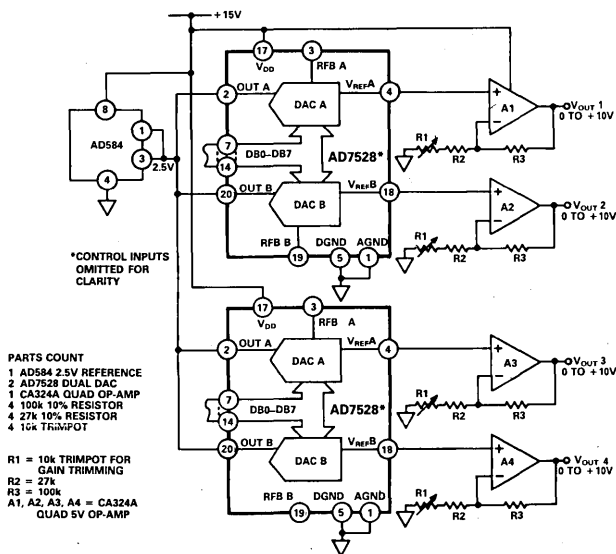 +15V
17
VDD
3
RFB A
8
AD584
1
3
2.5V
4
2
OUT A
DAC A
VREFA
4
7
DB0–DB7
14
AD7528*
20
OUT B
DAC B
VREFB
18
RFB B
19
DGND
5
AGND
1
+
−
A1
VOUT 1
0 TO +10V
R1
R2
R3
+
−
A2
VOUT 2
0 TO +10V
R1
R2
R3
*CONTROL INPUTS
OMITTED FOR
CLARITY
17
VDD
3
RFB A
2
OUT A
DAC A
VREFA
4
7
DB0–DB7
14
AD7528*
20
OUT B
DAC B
VREFB
18
RFB B
19
DGND
5
AGND
1
+
−
A3
VOUT 3
0 TO +10V
R1
R2
R3
+
−
A4
VOUT 4
0 TO +10V
R1
R2
R3
PARTS COUNT
1 AD584 2.5V REFERENCE
2 AD7528 DUAL DAC
1 CA324A QUAD OP-AMP
4 100k 10% RESISTOR
4 27k 10% RESISTOR
4 10k TRIMPOT
R1 = 10k TRIMPOT FOR
GAIN TRIMMING
R2 = 27k
R3 = 100k
A1, A2, A3, A4 = CA324A
QUAD 5V OP-AMP